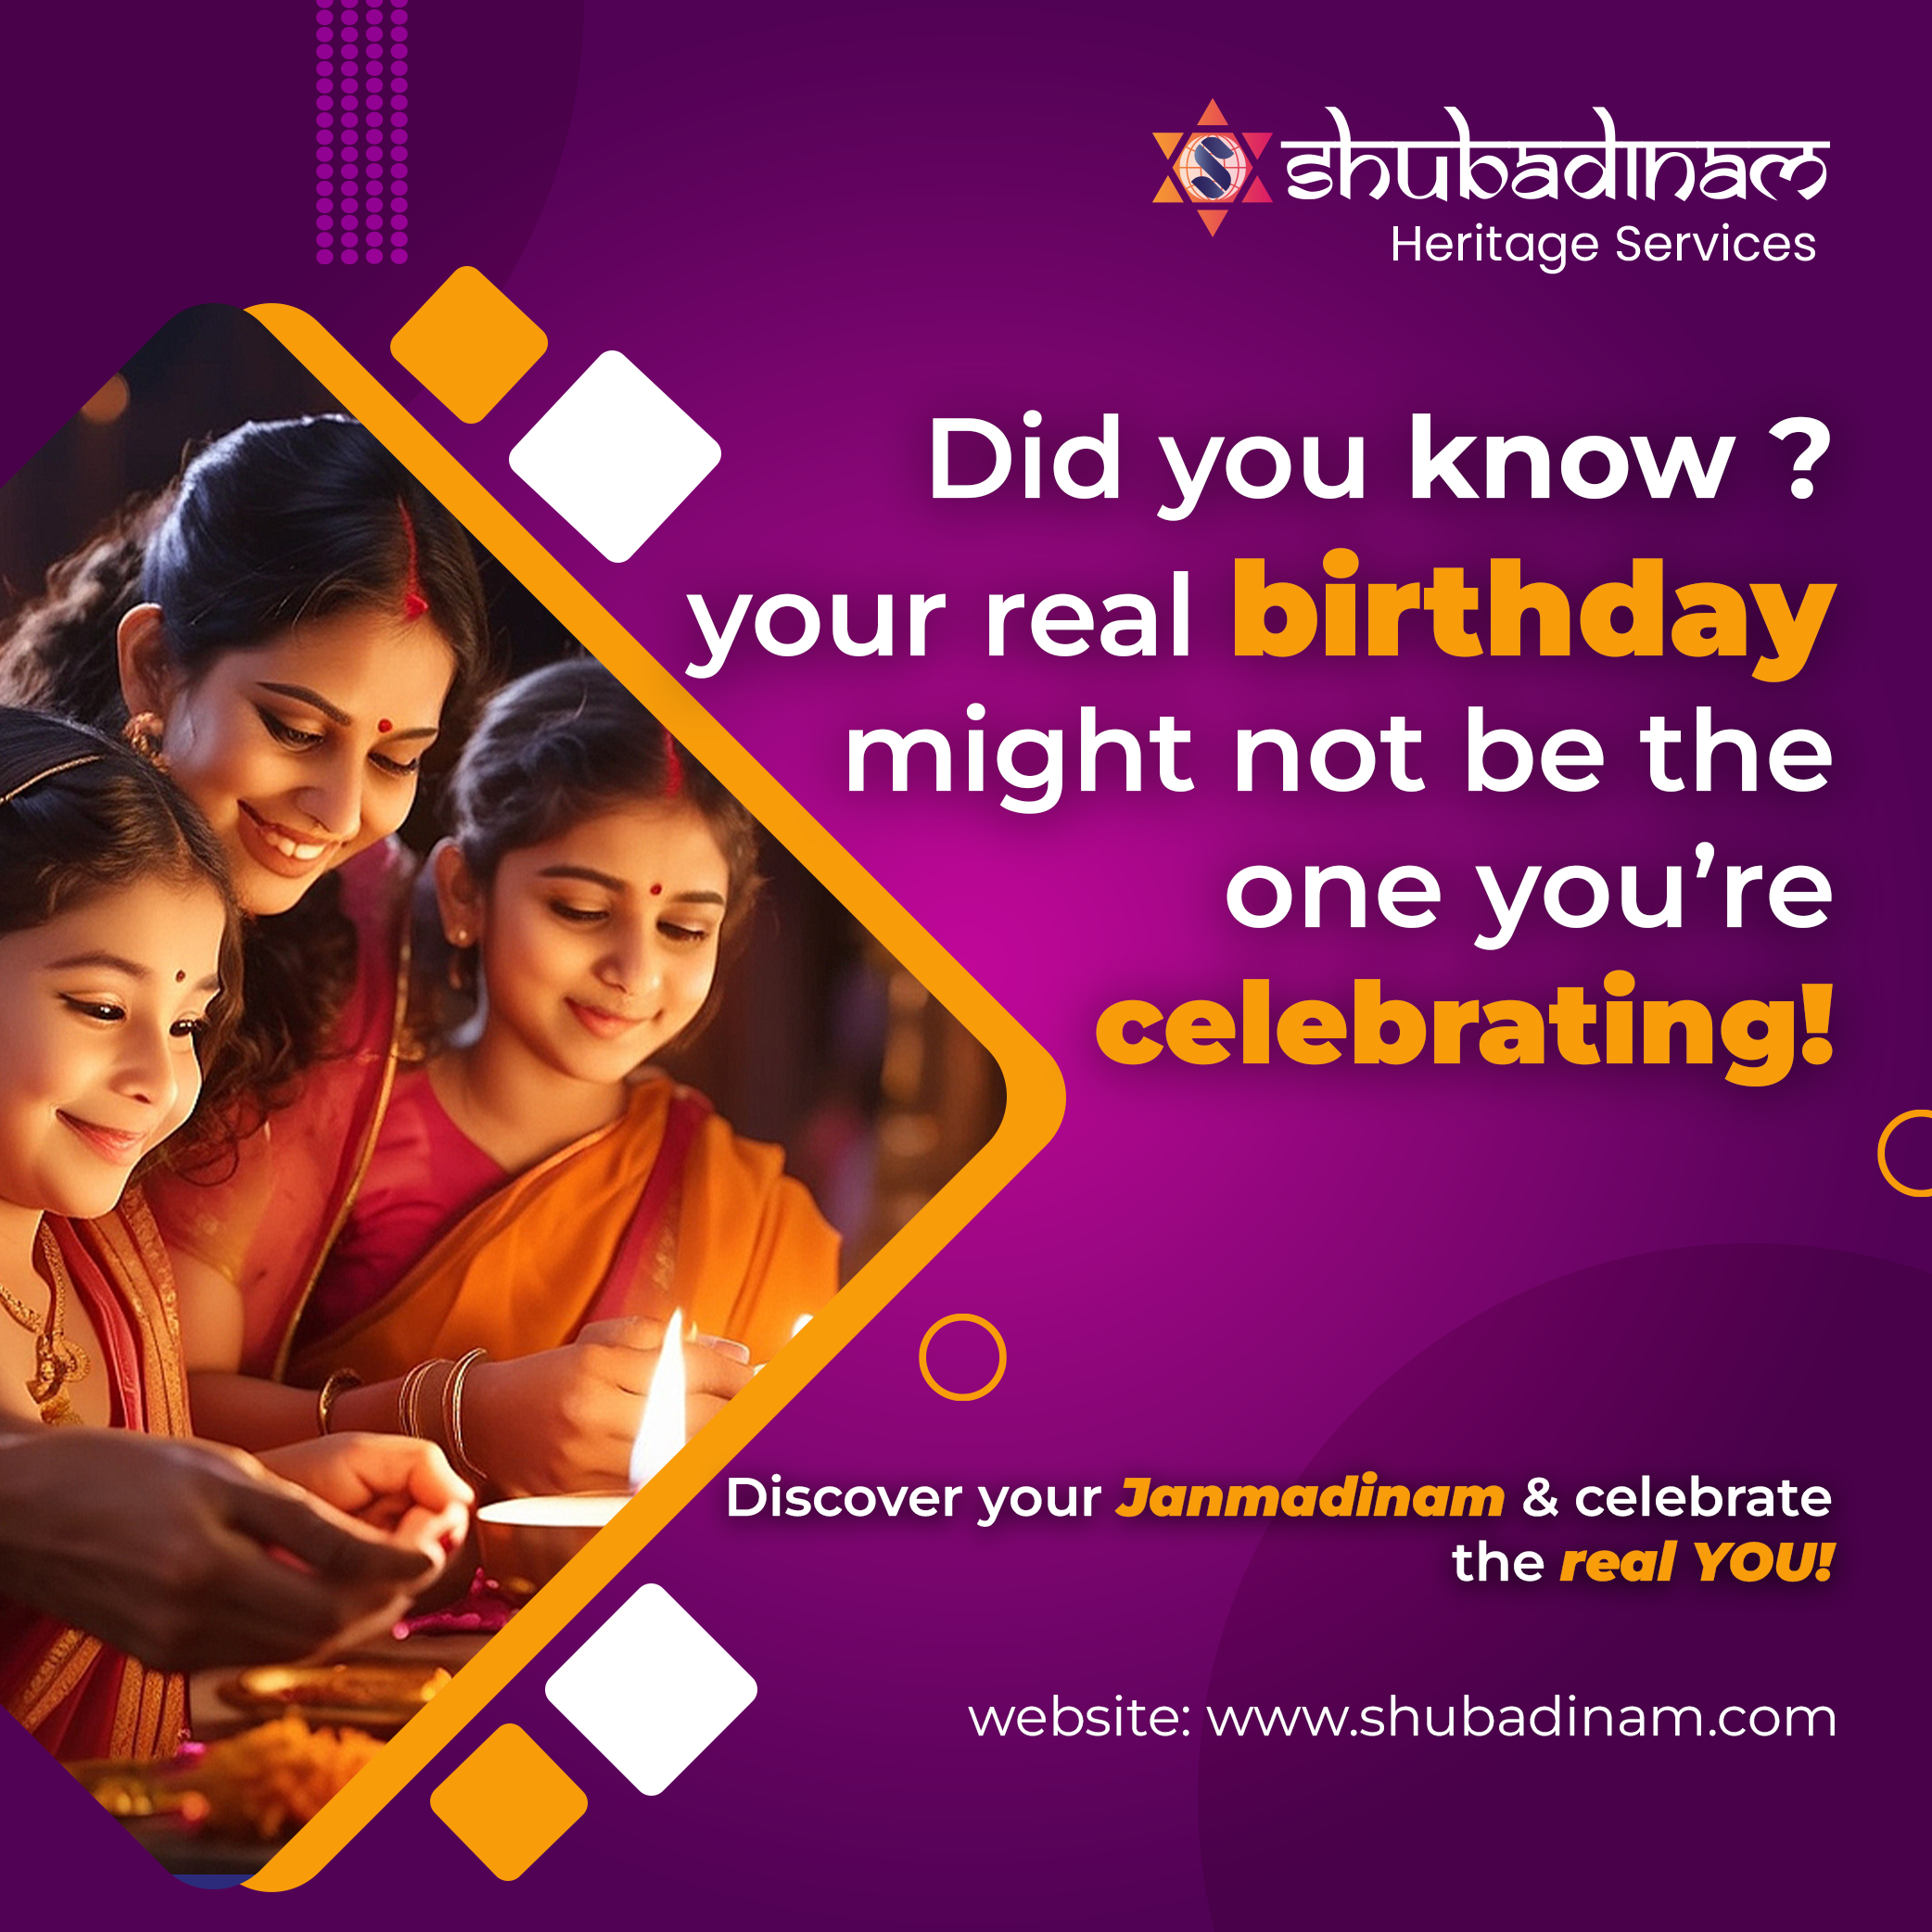 shubadinam
Heritage Services
Did you know ?
your real birthday
might not be the
one you’re
celebrating!
Discover your Janmadinam & celebrate
the real YOU!
website: www.shubadinam.com